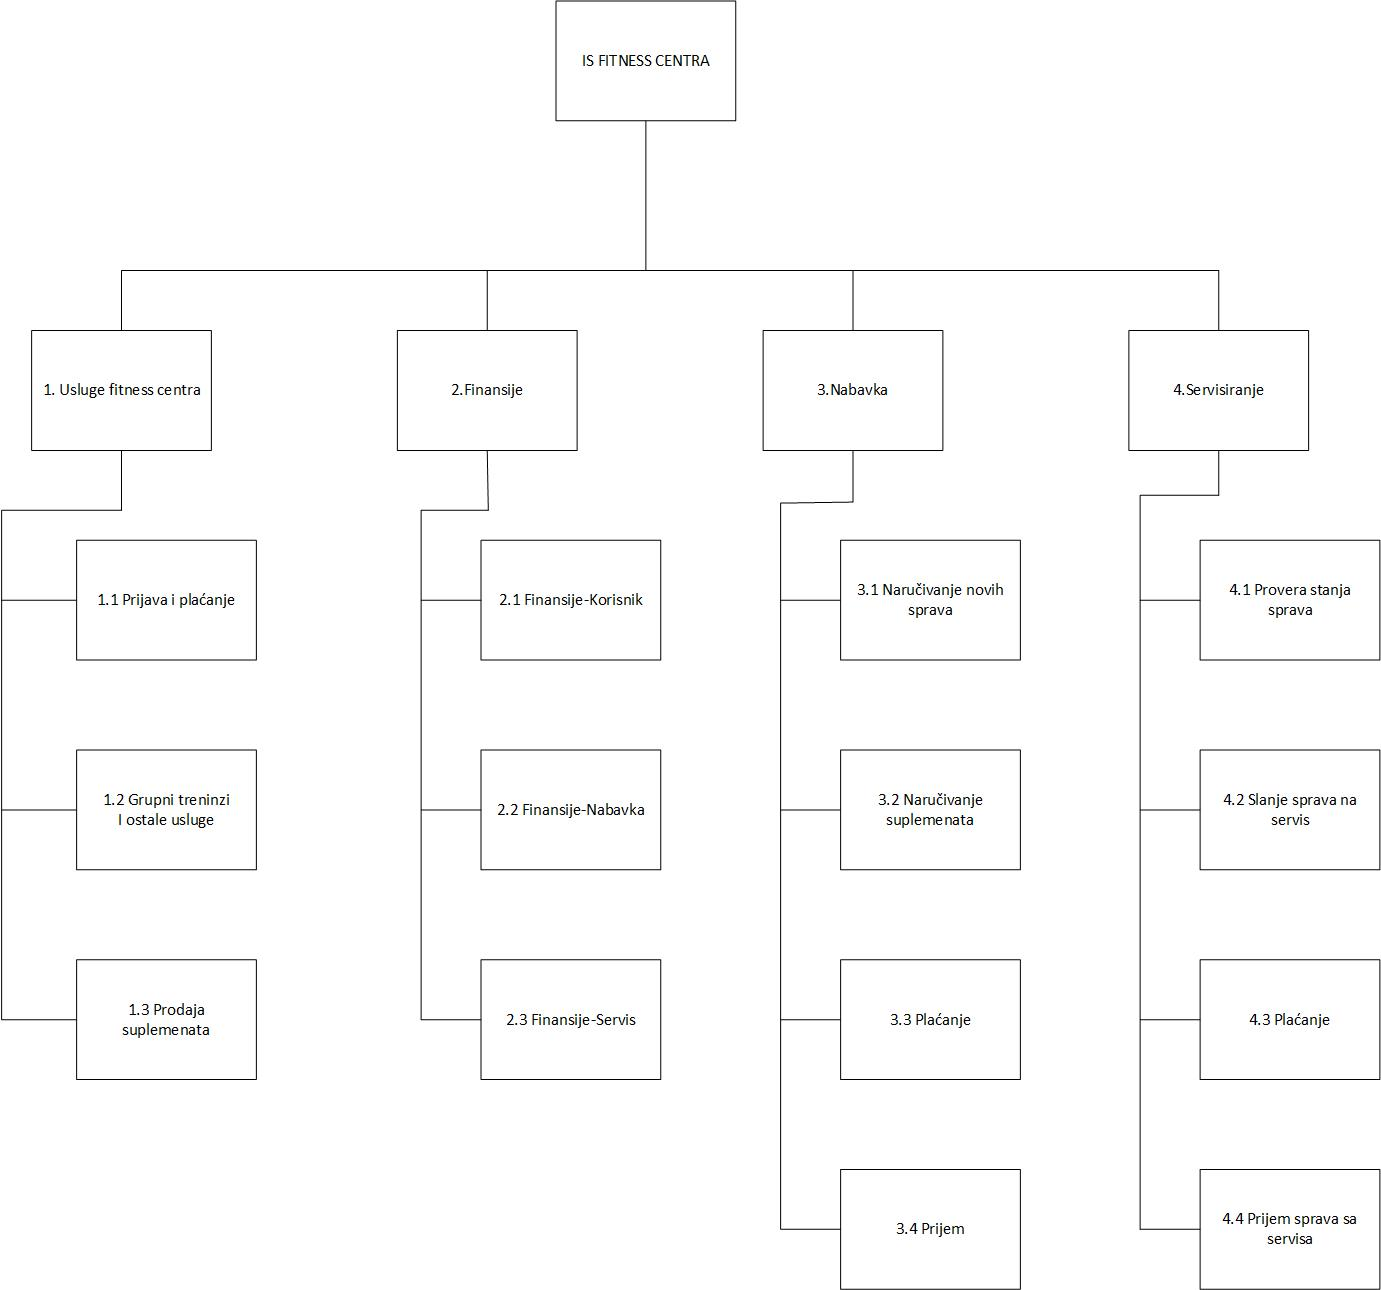 IS FITNESS CENTRA
1. Usluge fitness centra
2.Finansije
3.Nabavka
4.Servisiranje
1.1 Prijava i plaćanje
2.1 Finansije-Korisnik
3.1 Naručivanje novih
sprava
4.1 Provera stanja
sprava
1.2 Grupni treninzi
I ostale usluge
2.2 Finansije-Nabavka
3.2 Naručivanje
suplemenata
4.2 Slanje sprava na
servis
1.3 Prodaja
suplemenata
2.3 Finansije-Servis
3.3 Plaćanje
4.3 Plaćanje
3.4 Prijem
4.4 Prijem sprava sa
servisa